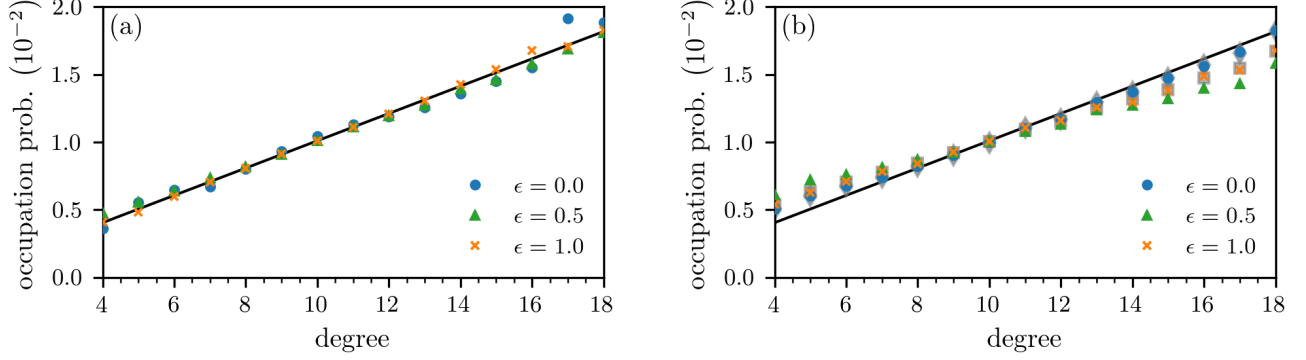 (a)
occupation prob. (10⁻²)
2.0
1.5
1.0
0.5
0.0
ϵ = 0.0
ϵ = 0.5
ϵ = 1.0
4 6 8 10 12 14 16 18
degree
(b)
occupation prob. (10⁻²)
2.0
1.5
1.0
0.5
0.0
ϵ = 0.0
ϵ = 0.5
ϵ = 1.0
4 6 8 10 12 14 16 18
degree